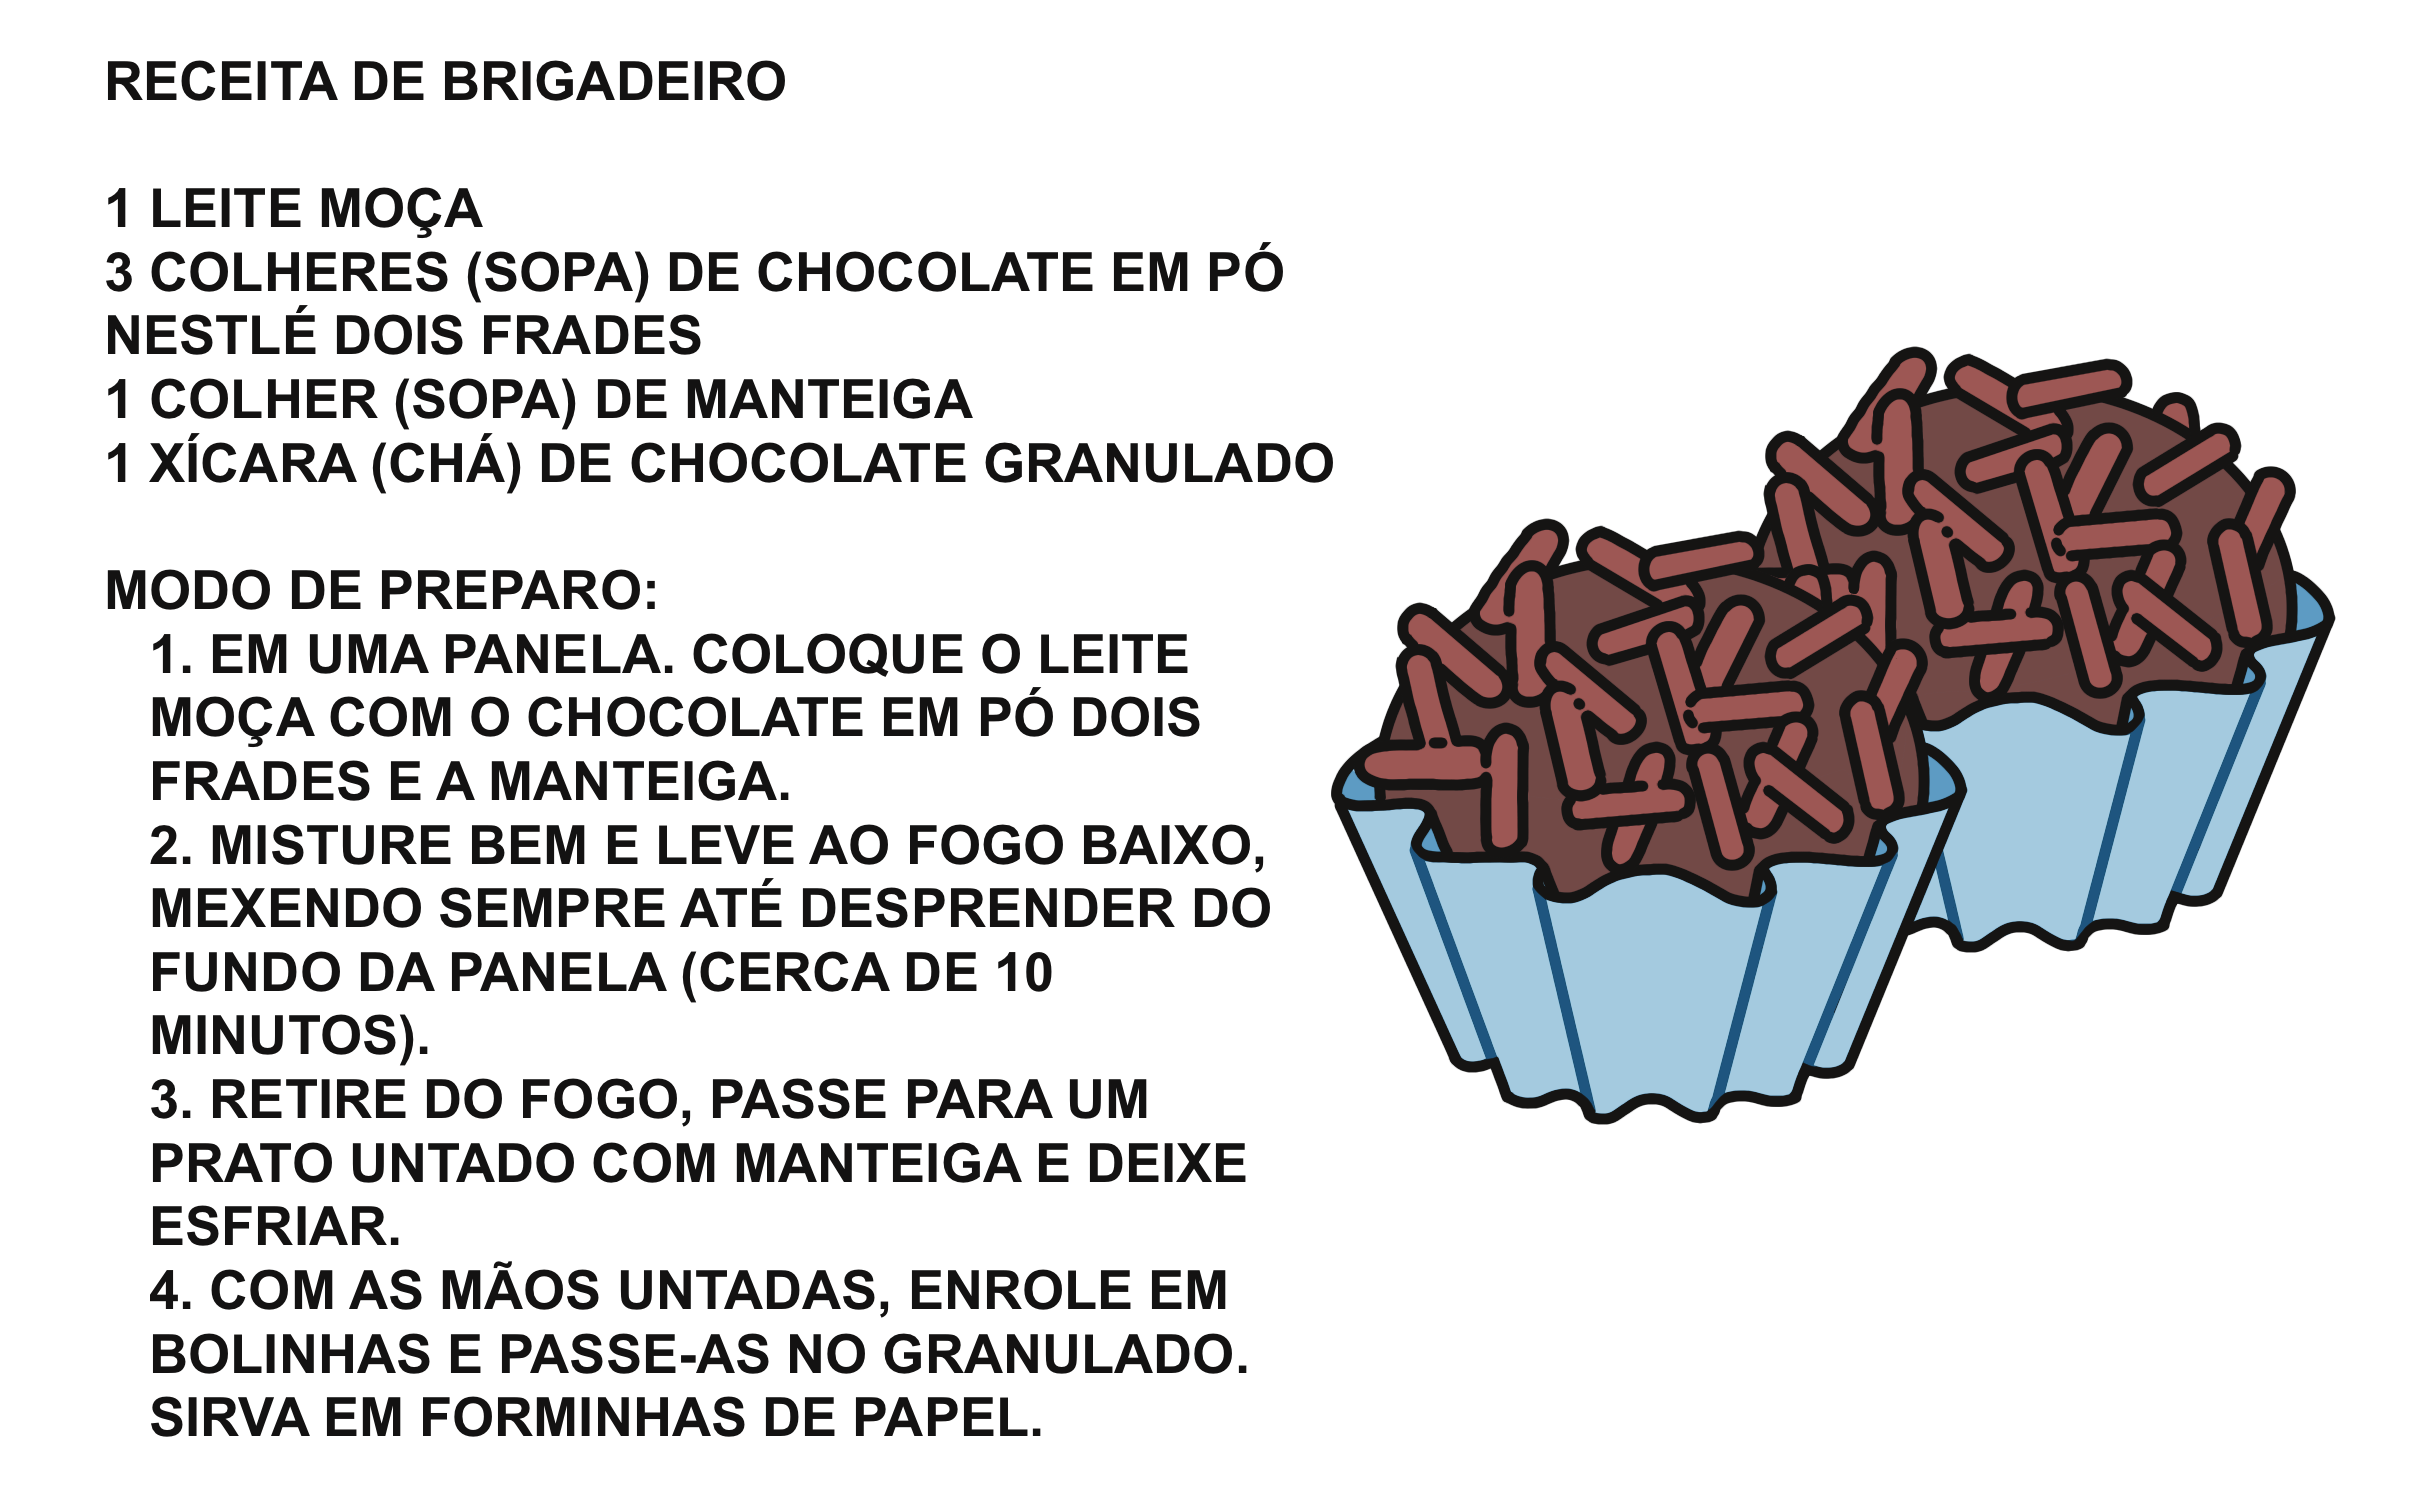 RECEITA DE BRIGADEIRO
1 LEITE MOÇA
3 COLHERES (SOPA) DE CHOCOLATE EM PÓ
NESTLÉ DOIS FRADES
1 COLHER (SOPA) DE MANTEIGA
1 XÍCARA (CHÁ) DE CHOCOLATE GRANULADO
MODO DE PREPARO:
1. EM UMA PANELA. COLOQUE O LEITE
MOÇA COM O CHOCOLATE EM PÓ DOIS
FRADES E A MANTEIGA.
2. MISTURE BEM E LEVE AO FOGO BAIXO,
MEXENDO SEMPRE ATÉ DESPRENDER DO
FUNDO DA PANELA (CERCA DE 10
MINUTOS).
3. RETIRE DO FOGO, PASSE PARA UM
PRATO UNTADO COM MANTEIGA E DEIXE
ESFRIAR.
4. COM AS MÃOS UNTADAS, ENROLE EM
BOLINHAS E PASSE-AS NO GRANULADO.
SIRVA EM FORMINHAS DE PAPEL.